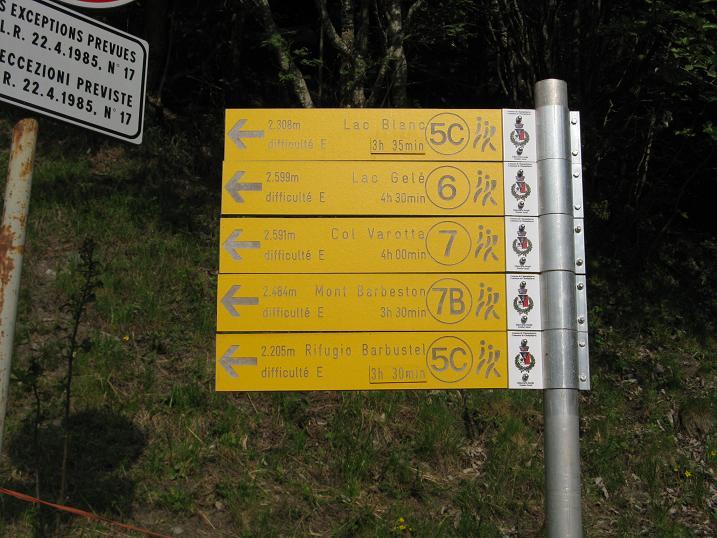 S EXCEPTIONS PREVUES
L.R. 22.4.1985, N° 17
ECCEZIONI PREVISTE
R. 22.4.1985, N° 17
2.308m Lac Blanc 5C
difficulté E 3h 35min
2.599m Lac Gelé 6
difficulté E 4h 30min
2.591m Col Varotta 7
difficulté E 4h 00min
2.484m Mont Barbeston 7B
difficulté E 3h 30min
2.205m Rifugio Barbustel 5C
difficulté E 3h 30min